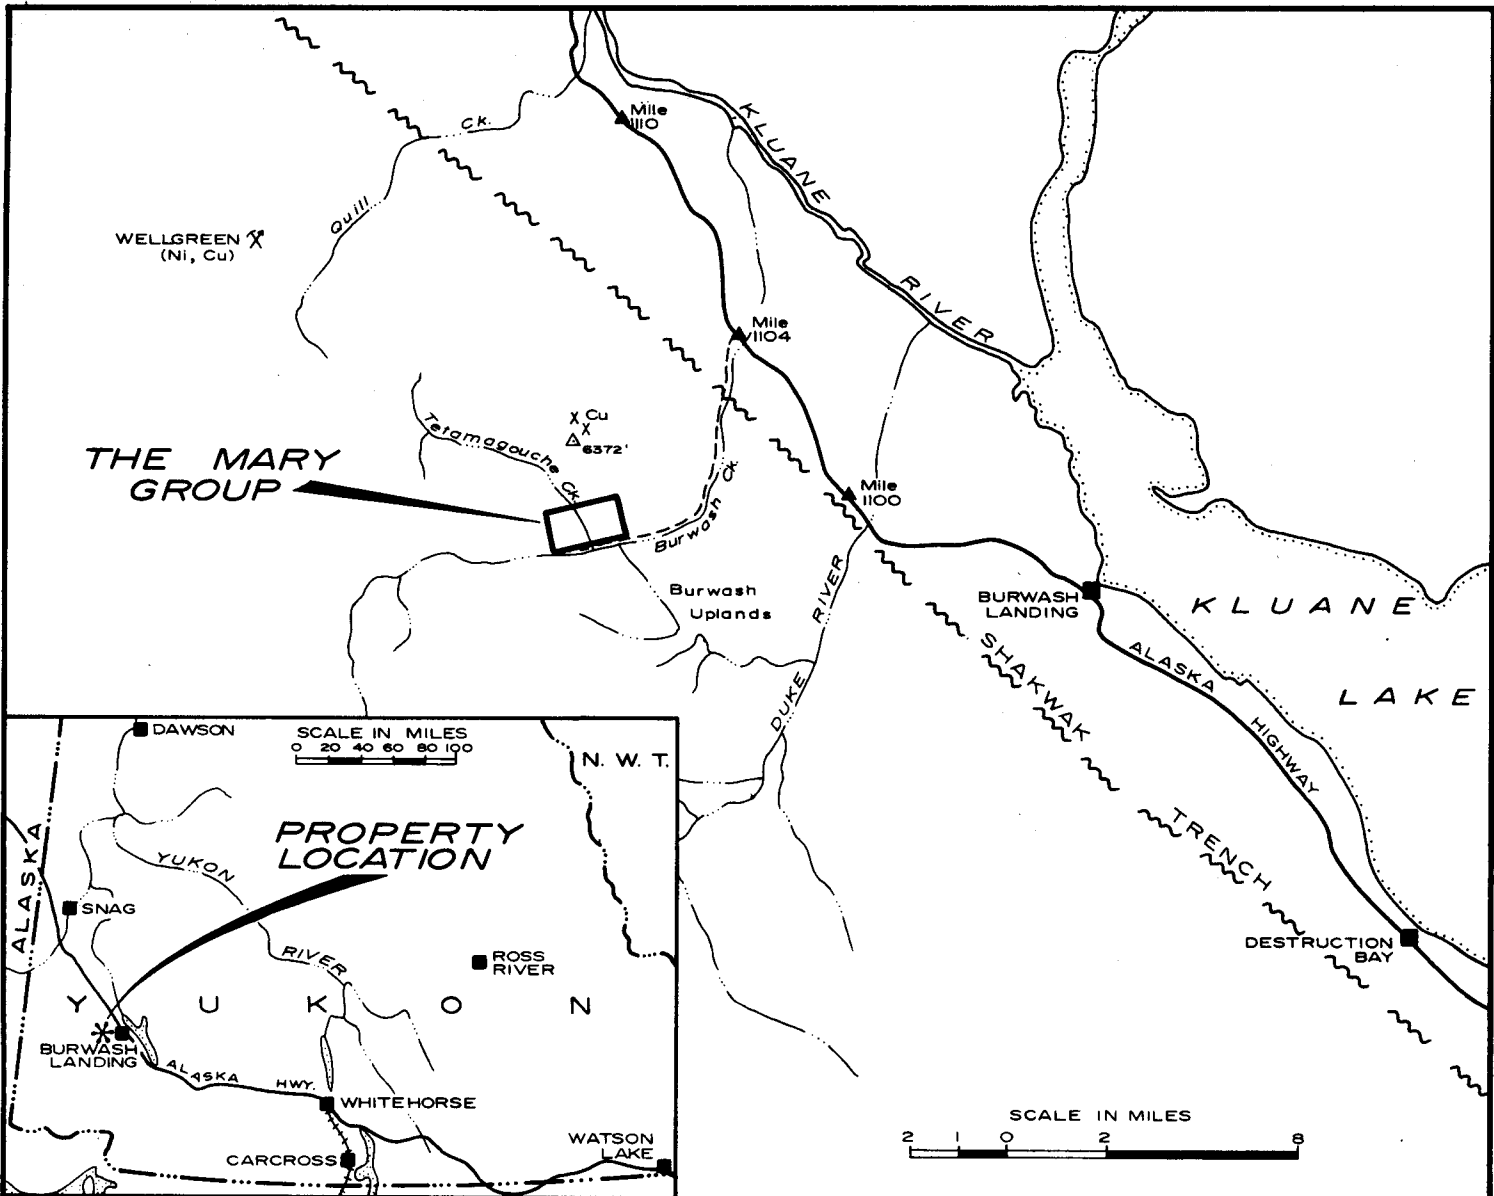 Mile
1110
KLUANE
RIVER
Quill
Ck.
WELLGREEN
(Ni, Cu)
Mile
1104
Cu
6372'
Tetamagouche Ck.
THE MARY
GROUP
Burwash Ck.
Mile
1100
Burwash
Uplands
DUKE
RIVER
BURWASH
LANDING
KLUANE
LAKE
ALASKA
HIGHWAY
SHAKWAK
TRENCH
DESTRUCTION
BAY
SCALE IN MILES
2 1 0 2 8
DAWSON
SCALE IN MILES
0 20 40 60 80 100
N. W. T.
ALASKA
PROPERTY
LOCATION
YUKON
RIVER
SNAG
ROSS
RIVER
YUKON
BURWASH
LANDING
ALASKA
HWY.
WHITEHORSE
CARCROSS
WATSON
LAKE